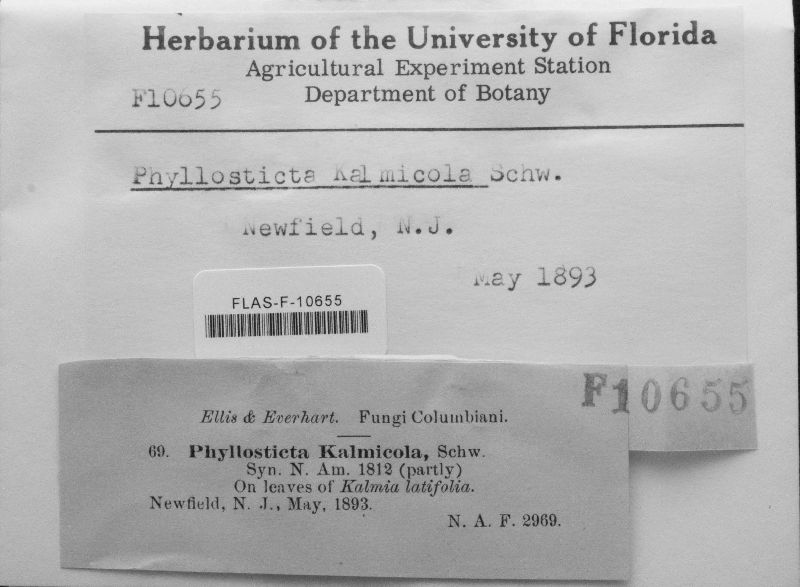 Herbarium of the University of Florida
Agricultural Experiment Station
F10655
Department of Botany
Phyllosticta Kalmicola Schw.
Newfield, N.J.
May 1893
FLAS-F-10655
F10655
Ellis & Everhart. Fungi Columbiani.
69. Phyllosticta Kalmicola, Schw.
Syn. N. Am. 1812 (partly)
On leaves of Kalmia latifolia.
Newfield, N. J., May, 1893.
N. A. F. 2969.